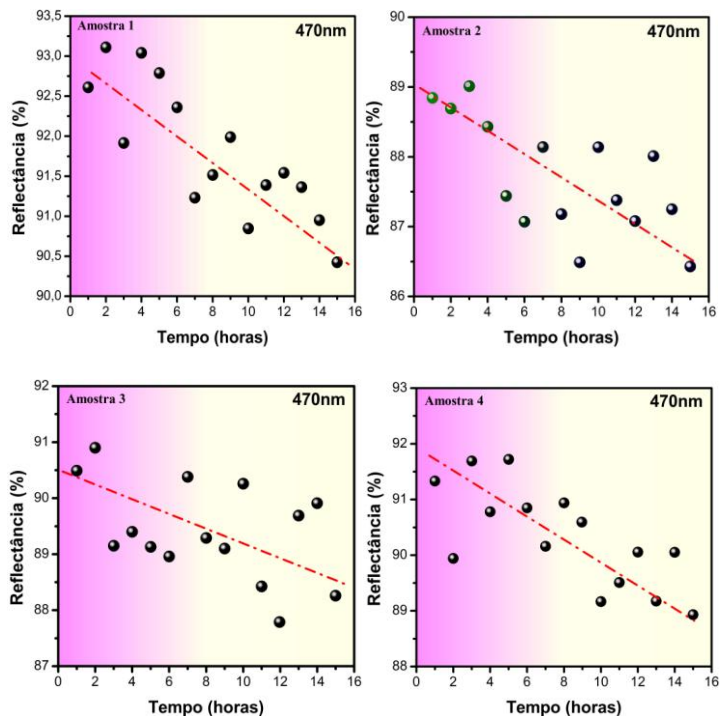 Amostra 1
470nm
93,5
93,0
92,5
92,0
91,5
91,0
90,5
90,0
Reflectância (%)
0 2 4 6 8 10 12 14 16
Tempo (horas)
Amostra 2
470nm
90
89
88
87
86
Reflectância (%)
0 2 4 6 8 10 12 14 16
Tempo (horas)
Amostra 3
470nm
92
91
90
89
88
87
Reflectância (%)
0 2 4 6 8 10 12 14 16
Tempo (horas)
Amostra 4
470nm
93
92
91
90
89
88
Reflectância (%)
0 2 4 6 8 10 12 14 16
Tempo (horas)